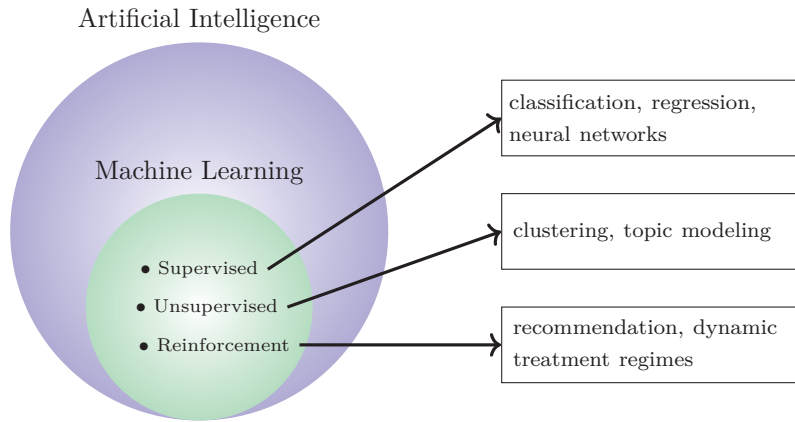 Artificial Intelligence
Machine Learning
• Supervised
• Unsupervised
• Reinforcement
classification, regression,
neural networks
clustering, topic modeling
recommendation, dynamic
treatment regimes